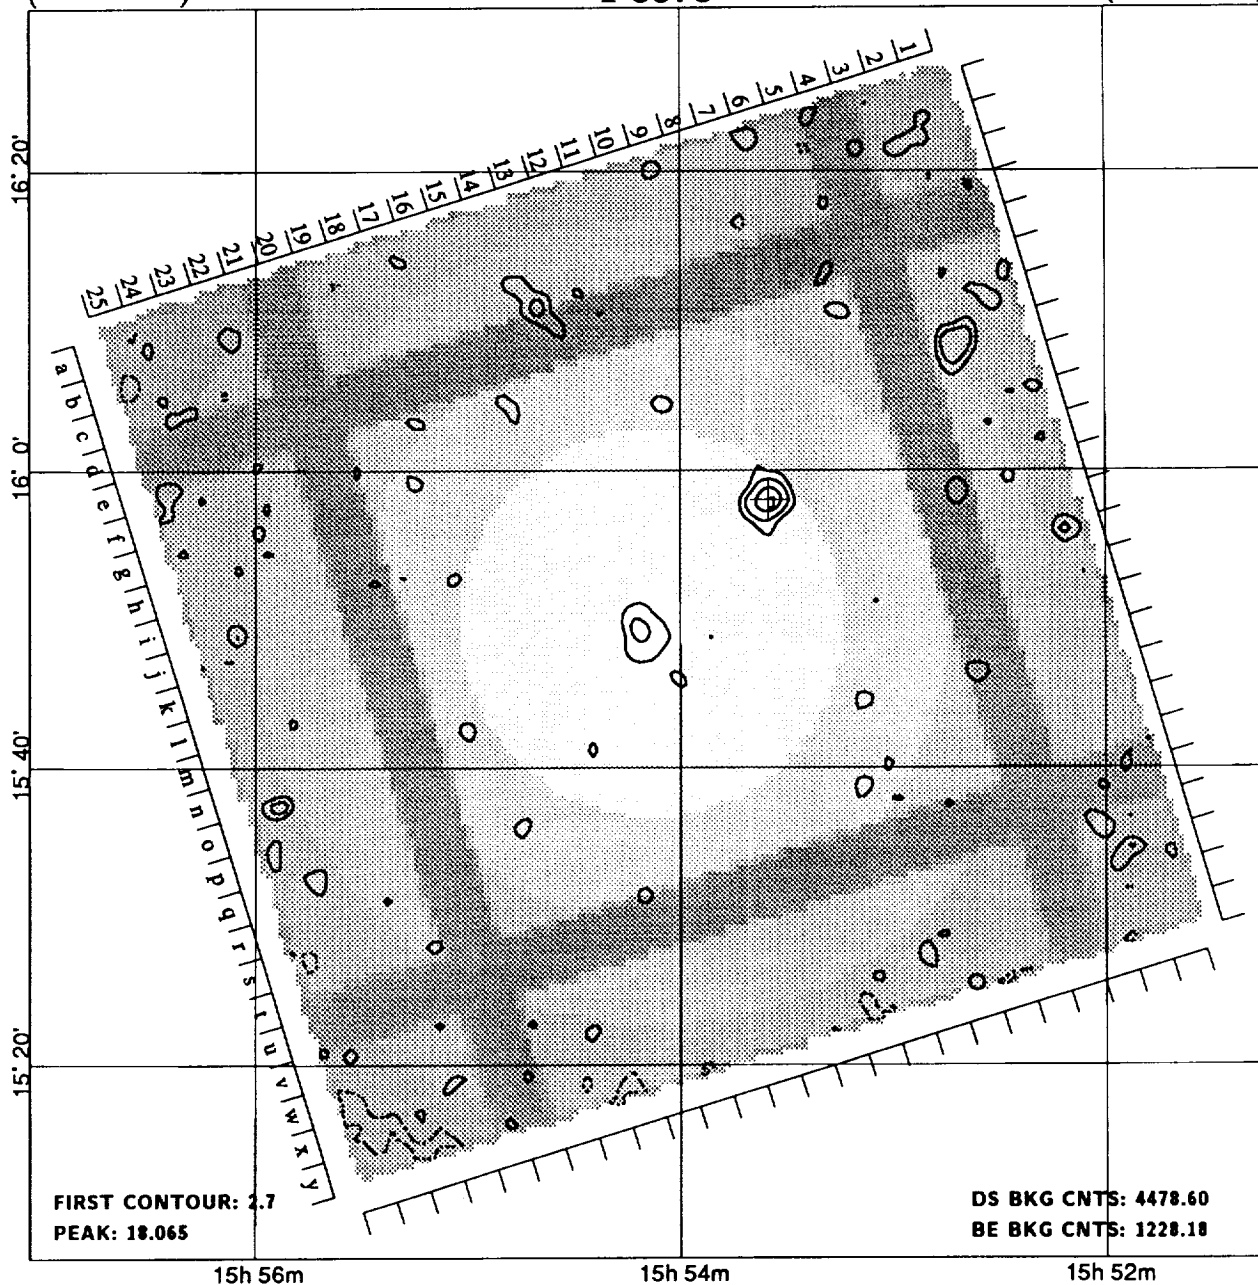 1
2
3
4
5
6
7
8
9
10
11
12
13
14
15
16
17
18
19
20
21
22
23
24
25
16° 20'
16° 0'
15° 40'
15° 20'
a
b
c
d
e
f
g
h
i
j
k
l
m
n
o
p
q
r
s
t
u
v
w
x
y
FIRST CONTOUR: 2.7
PEAK: 18.065
DS BKG CNTS: 4478.60
BE BKG CNTS: 1228.18
15h 56m
15h 54m
15h 52m